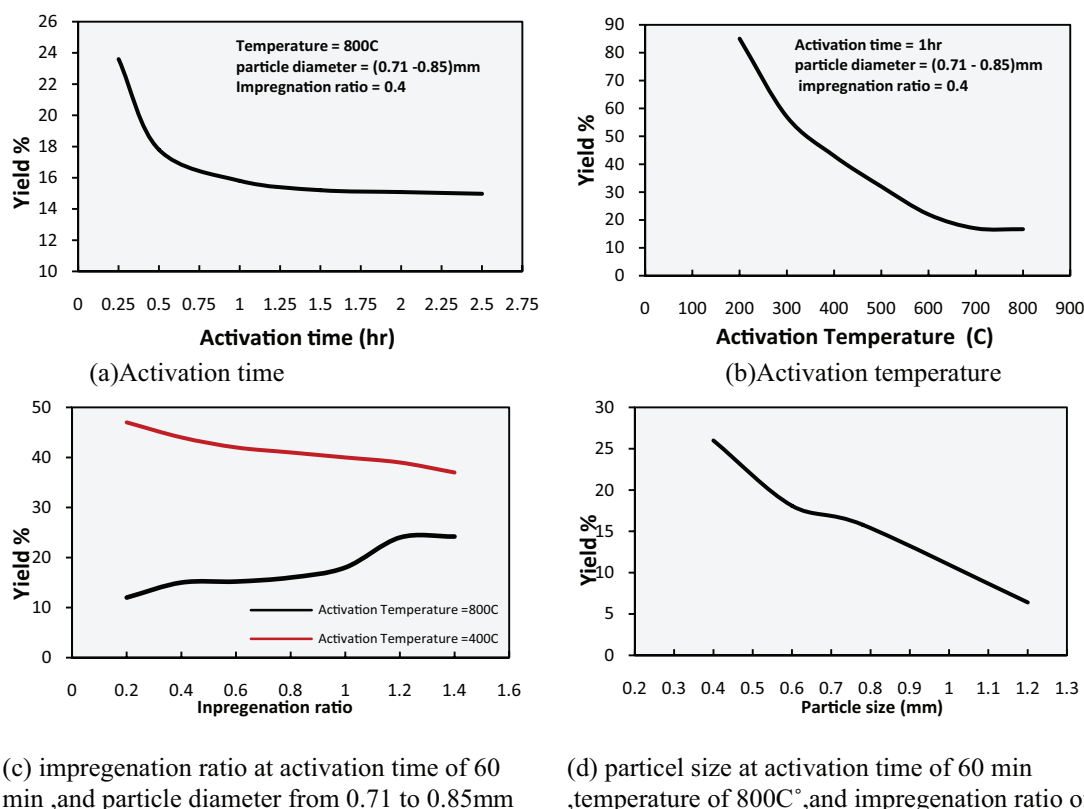 26
24
22
20
18
16
14
12
10
Yield %
Temperature = 800C
particle diameter = (0.71 -0.85)mm
Impregnation ratio = 0.4
0 0.25 0.5 0.75 1 1.25 1.5 1.75 2 2.25 2.5 2.75
Activation time (hr)
(a)Activation time
90
80
70
60
50
40
30
20
10
0
Yield %
Activation time = 1hr
particle diameter = (0.71 - 0.85)mm
impregnation ratio = 0.4
0 100 200 300 400 500 600 700 800 900
Activation Temperature (C)
(b)Activation temperature
50
40
30
20
10
0
Yield %
Activation Temperature =800C
Activation Temperature =400C
0 0.2 0.4 0.6 0.8 1 1.2 1.4 1.6
Inpregenation ratio
30
25
20
15
10
5
0
Yield %
0.2 0.3 0.4 0.5 0.6 0.7 0.8 0.9 1 1.1 1.2 1.3
Particle size (mm)
(c) impregenation ratio at activation time of 60
min ,and particle diameter from 0.71 to 0.85mm
(d) particel size at activation time of 60 min
,temperature of 800C°,and impregenation ratio o